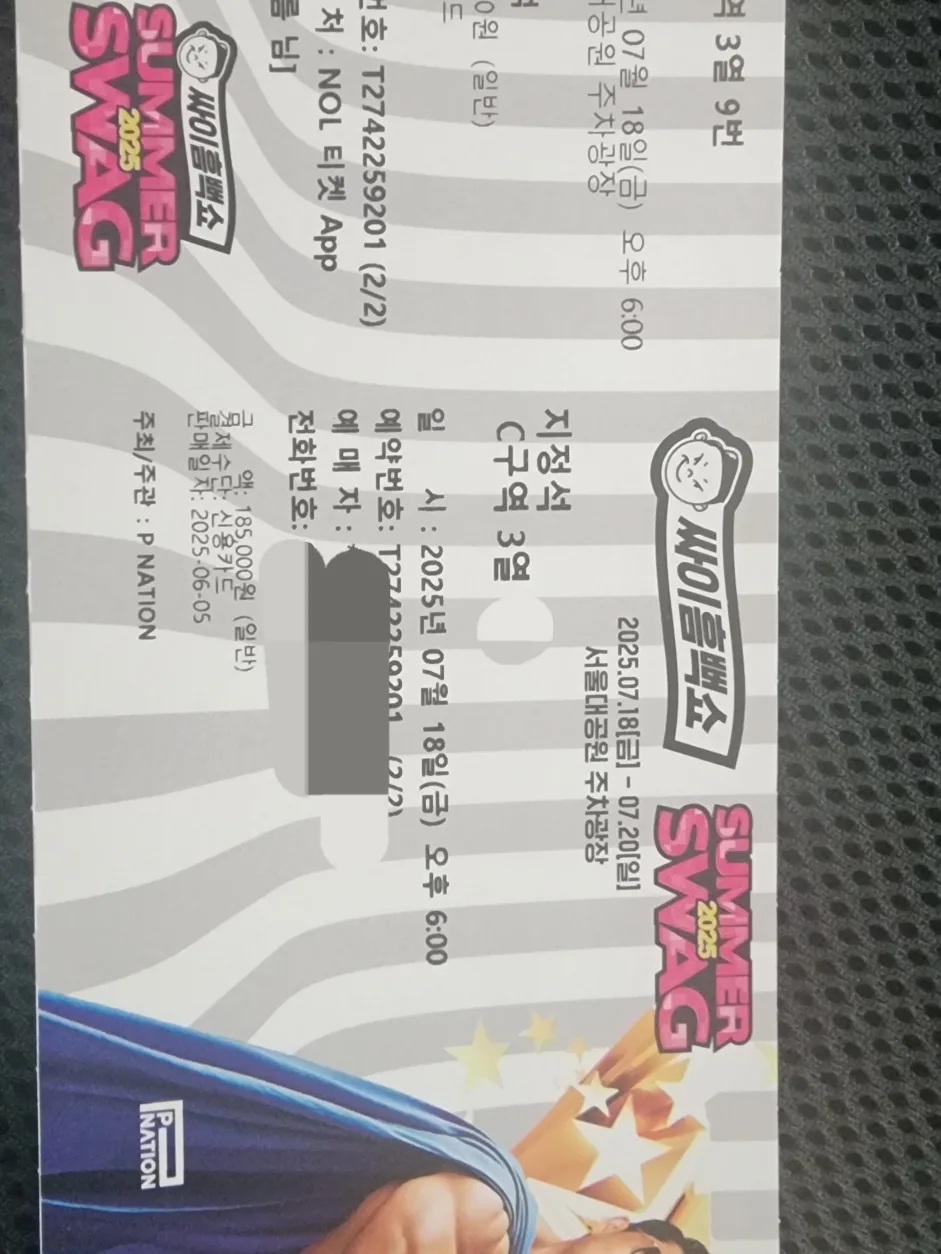 3열 9번
07월 18일(금) 오후 6:00
공원 주차광장
0원 (일반)
드
번호: T2742259201 (2/2)
처 : NOL 티켓 App
님]
싸이흠뻑쇼
SUMMER
2025
SWAG
싸이흠뻑쇼
SUMMER
2025
SWAG
2025.07.18[금] - 07.20[일]
서울대공원 주차광장
지정석
C구역 3열
일 시 : 2025년 07월 18일(금) 오후 6:00
예약번호: T2742259201 (2/2)
예 매 자 :
전화번호:
금 액: 185,000원 (일반)
결제수단: 신용카드
판매일자: 2025-06-05
주최/주관 : P NATION
P NATION